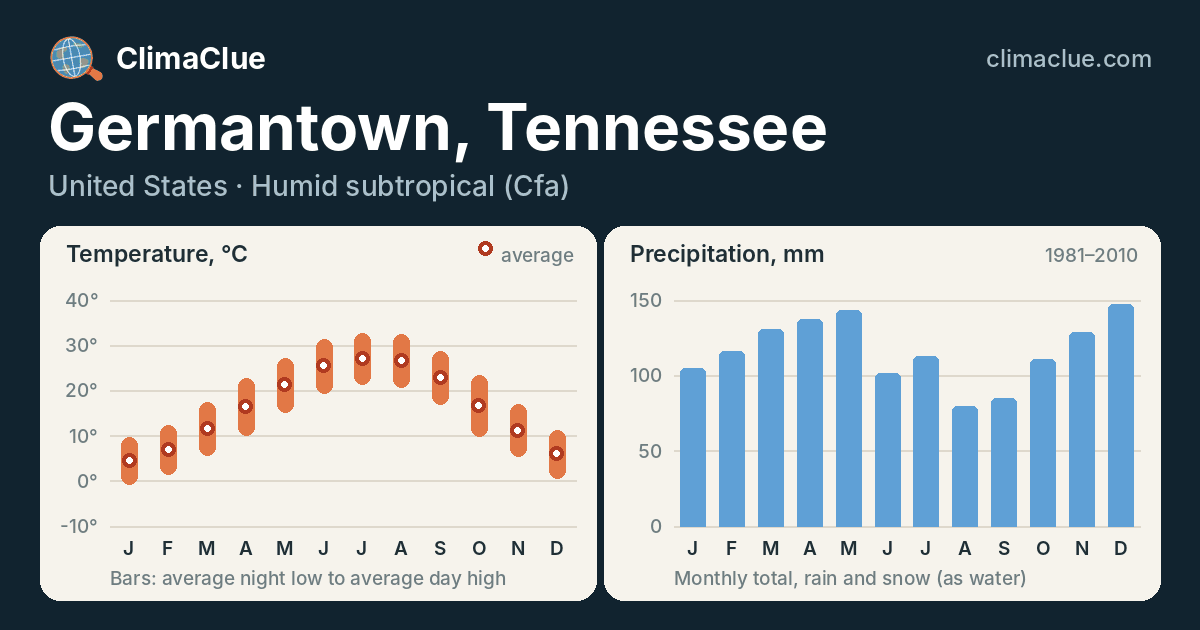 ClimaClue
climaclue.com
Germantown, Tennessee
United States · Humid subtropical (Cfa)
Temperature, °C
average
40°
30°
20°
10°
0°
-10°
J F M A M J J A S O N D
Bars: average night low to average day high
Precipitation, mm
1981–2010
150
100
50
0
J F M A M J J A S O N D
Monthly total, rain and snow (as water)